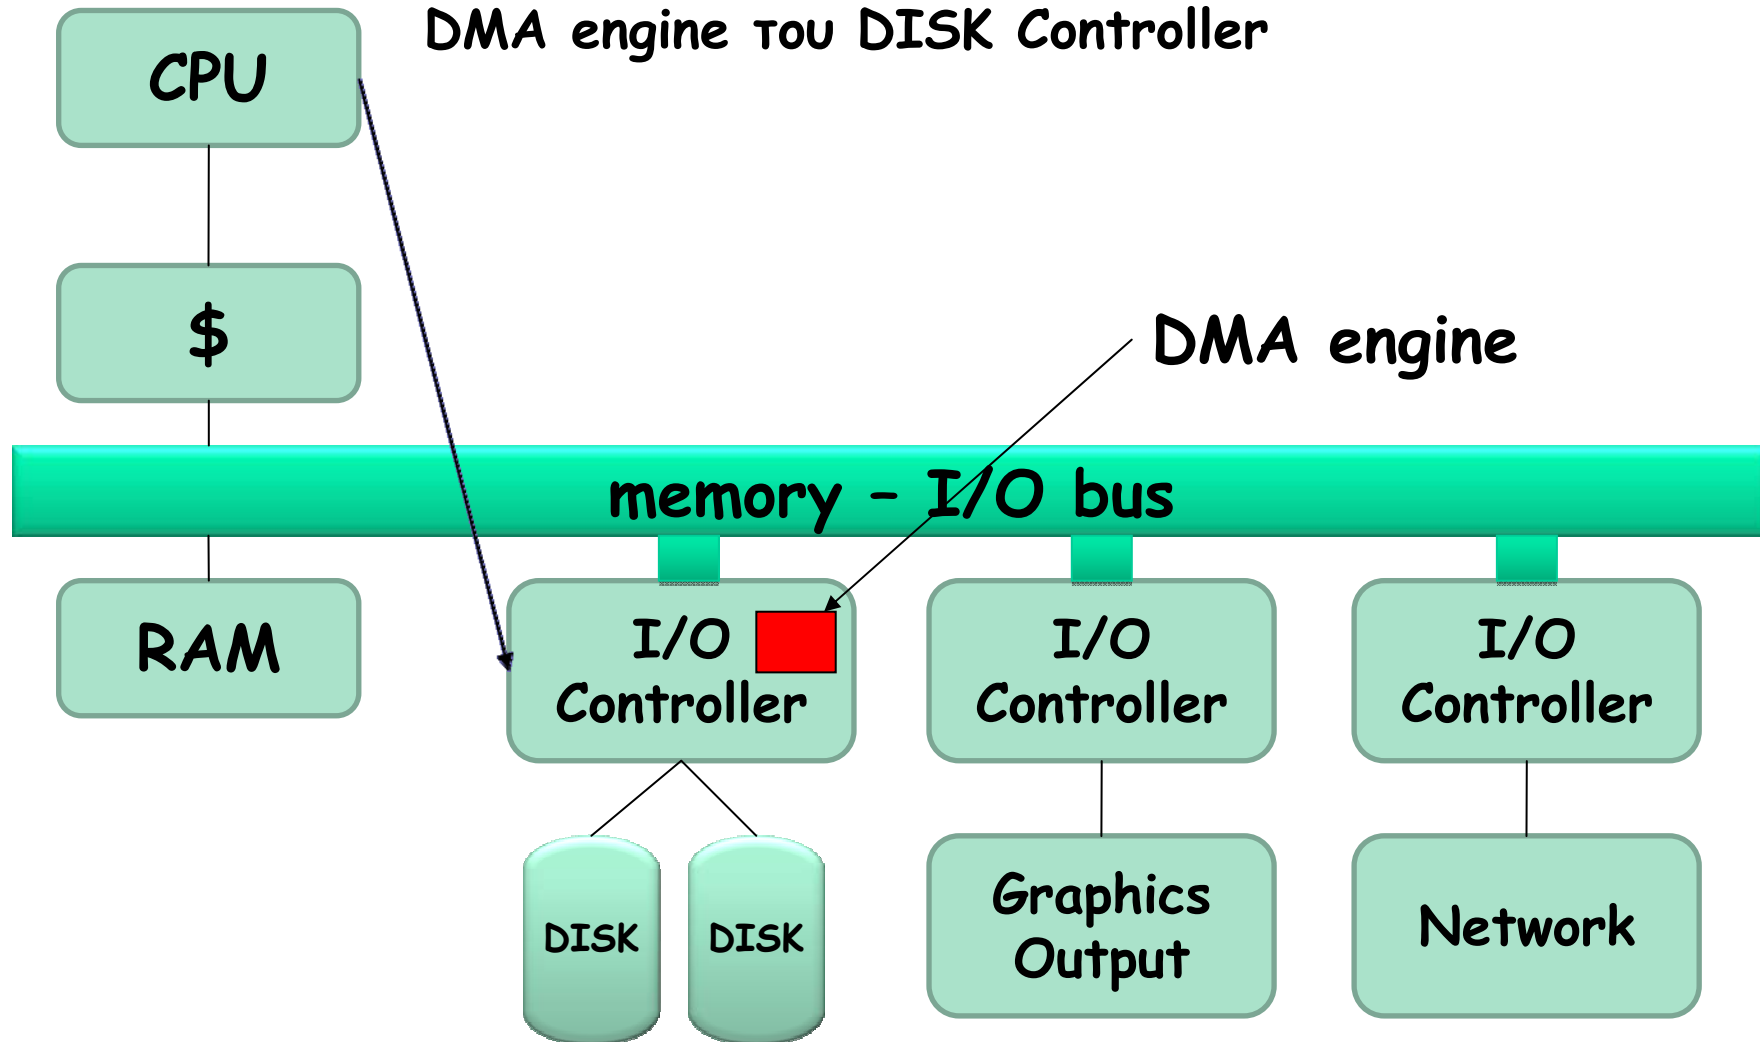 DMA engine του DISK Controller
CPU
$
DMA engine
memory – I/O bus
RAM
I/O
Controller
I/O
Controller
I/O
Controller
DISK
DISK
Graphics
Output
Network